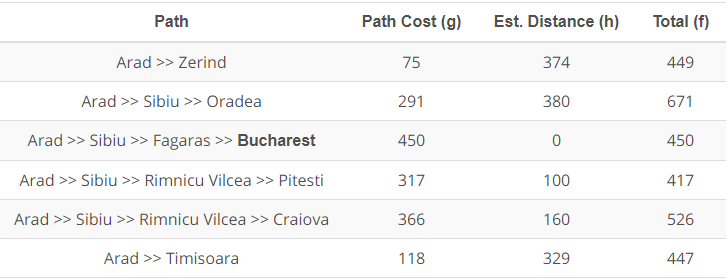 Path Path Cost (g) Est. Distance (h) Total (f)
Arad >> Zerind 75 374 449
Arad >> Sibiu >> Oradea 291 380 671
Arad >> Sibiu >> Fagaras >> Bucharest 450 0 450
Arad >> Sibiu >> Rimnicu Vilcea >> Pitesti 317 100 417
Arad >> Sibiu >> Rimnicu Vilcea >> Craiova 366 160 526
Arad >> Timisoara 118 329 447